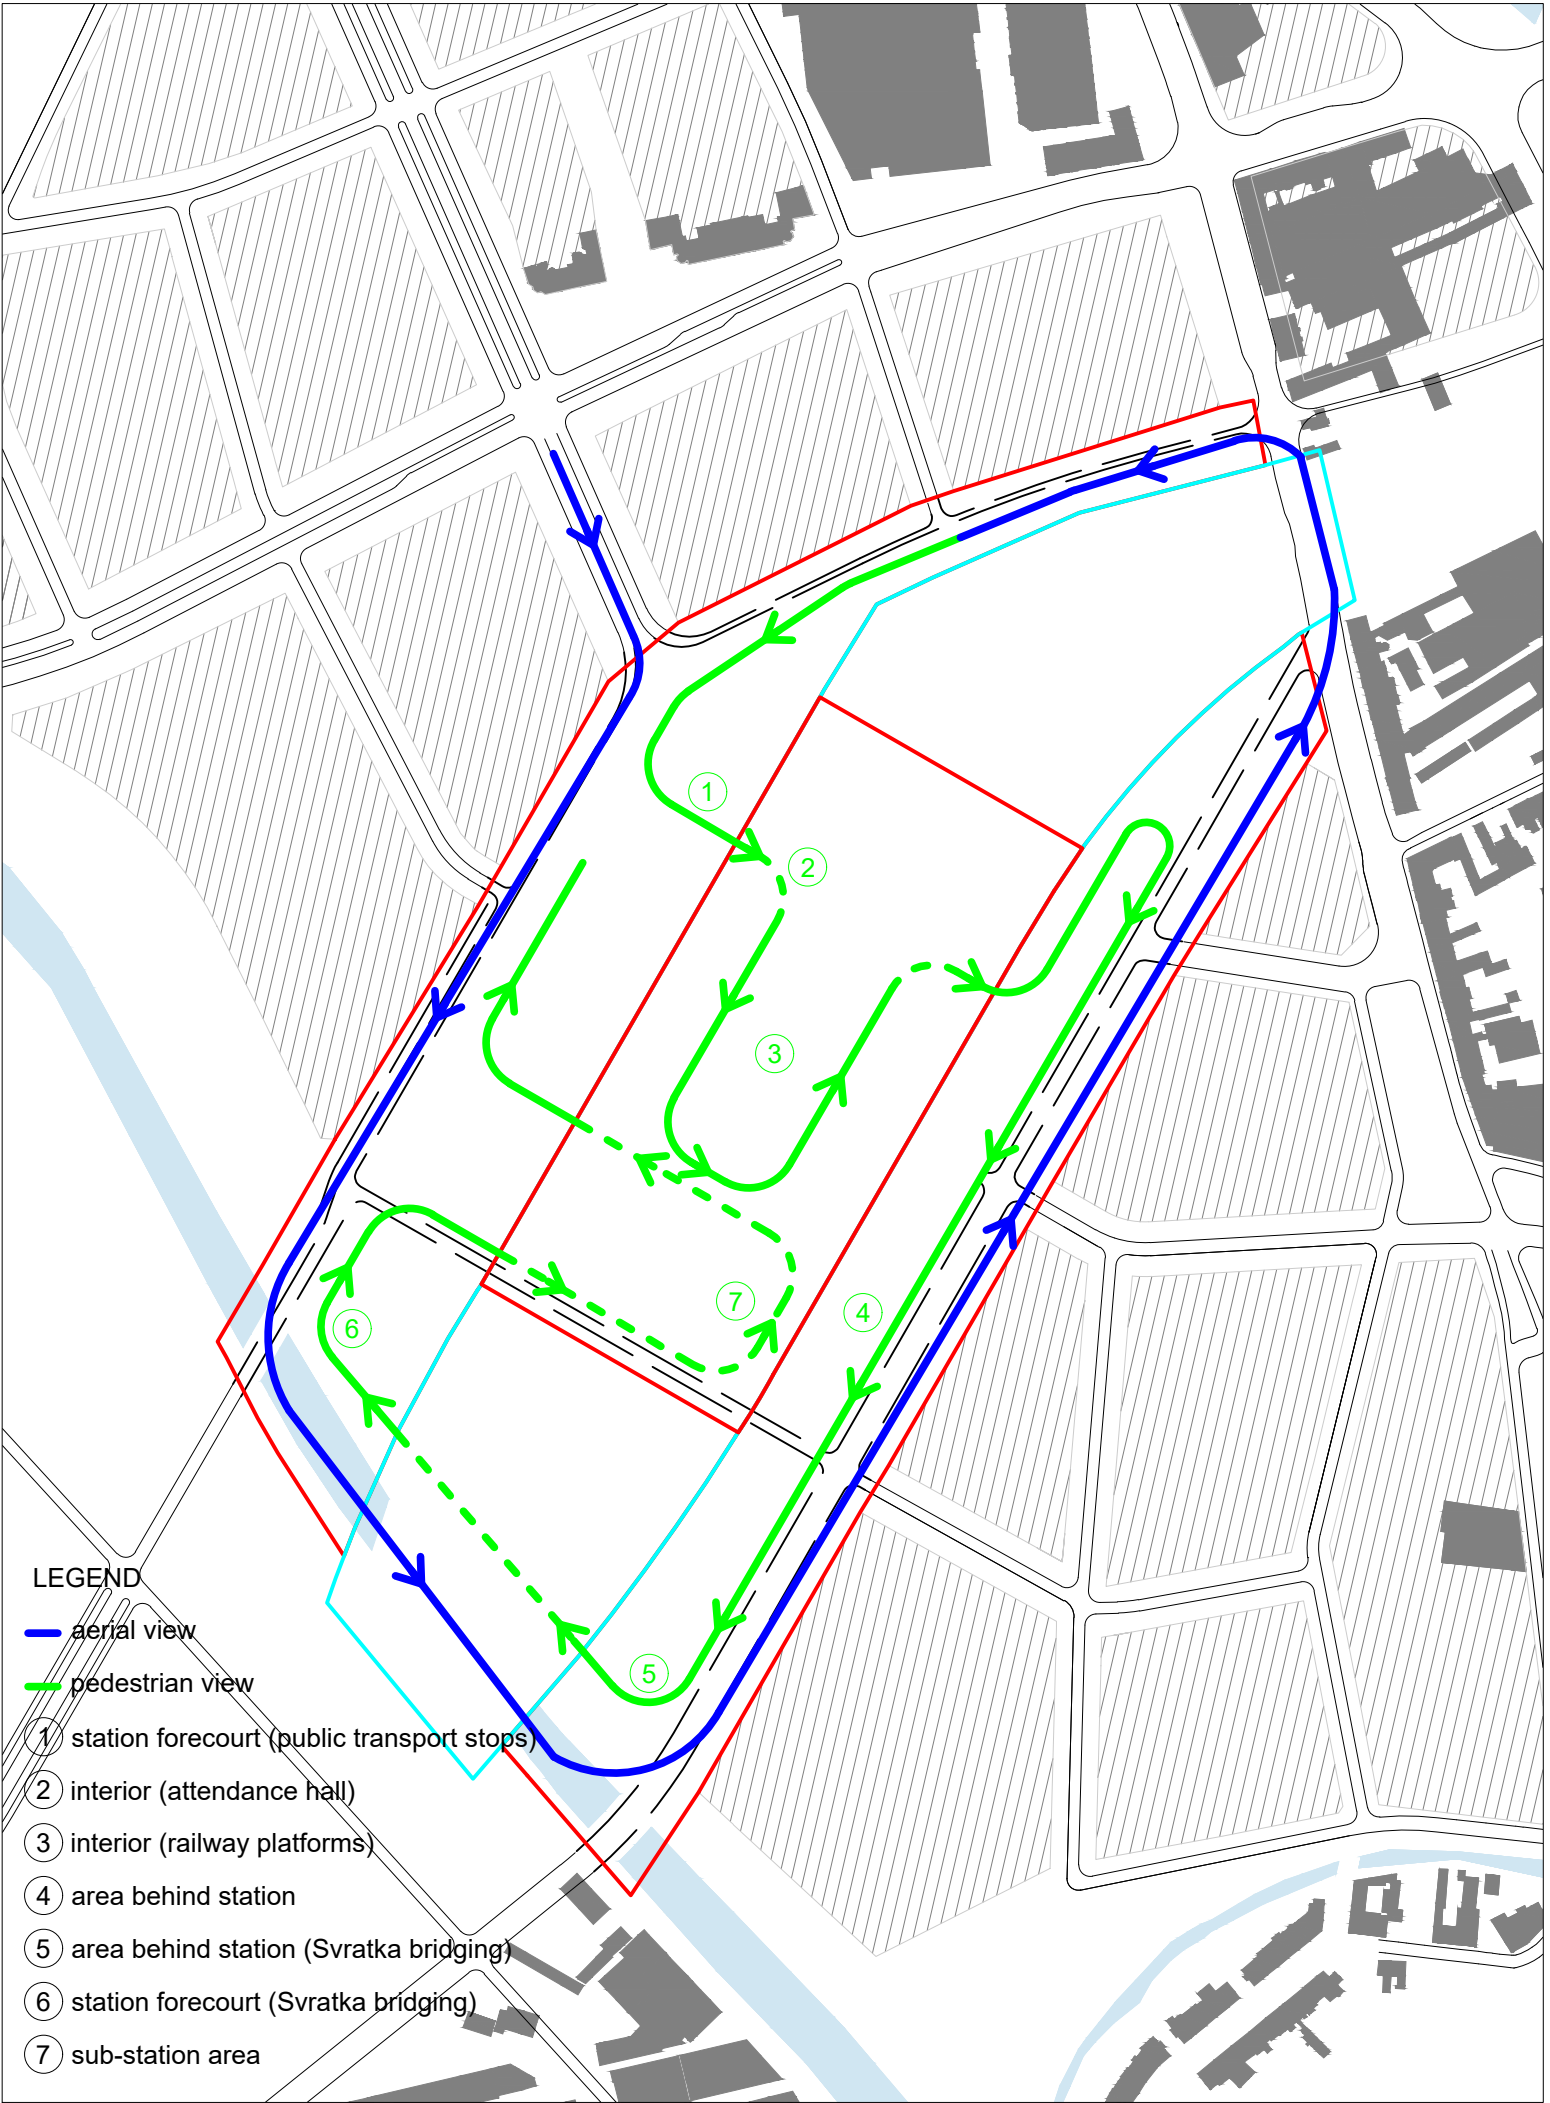 1
2
3
4
7
6
5
LEGEND
aerial view
pedestrian view
1 station forecourt (public transport stops)
2 interior (attendance hall)
3 interior (railway platforms)
4 area behind station
5 area behind station (Svratka bridging)
6 station forecourt (Svratka bridging)
7 sub-station area